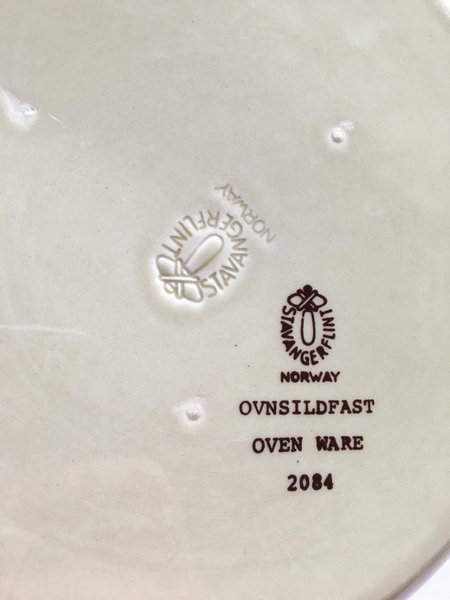 NORWAY
STAVANGERFLINT
STAVANGERFLINT
NORWAY
OVNSILDFAST
OVEN WARE
2084